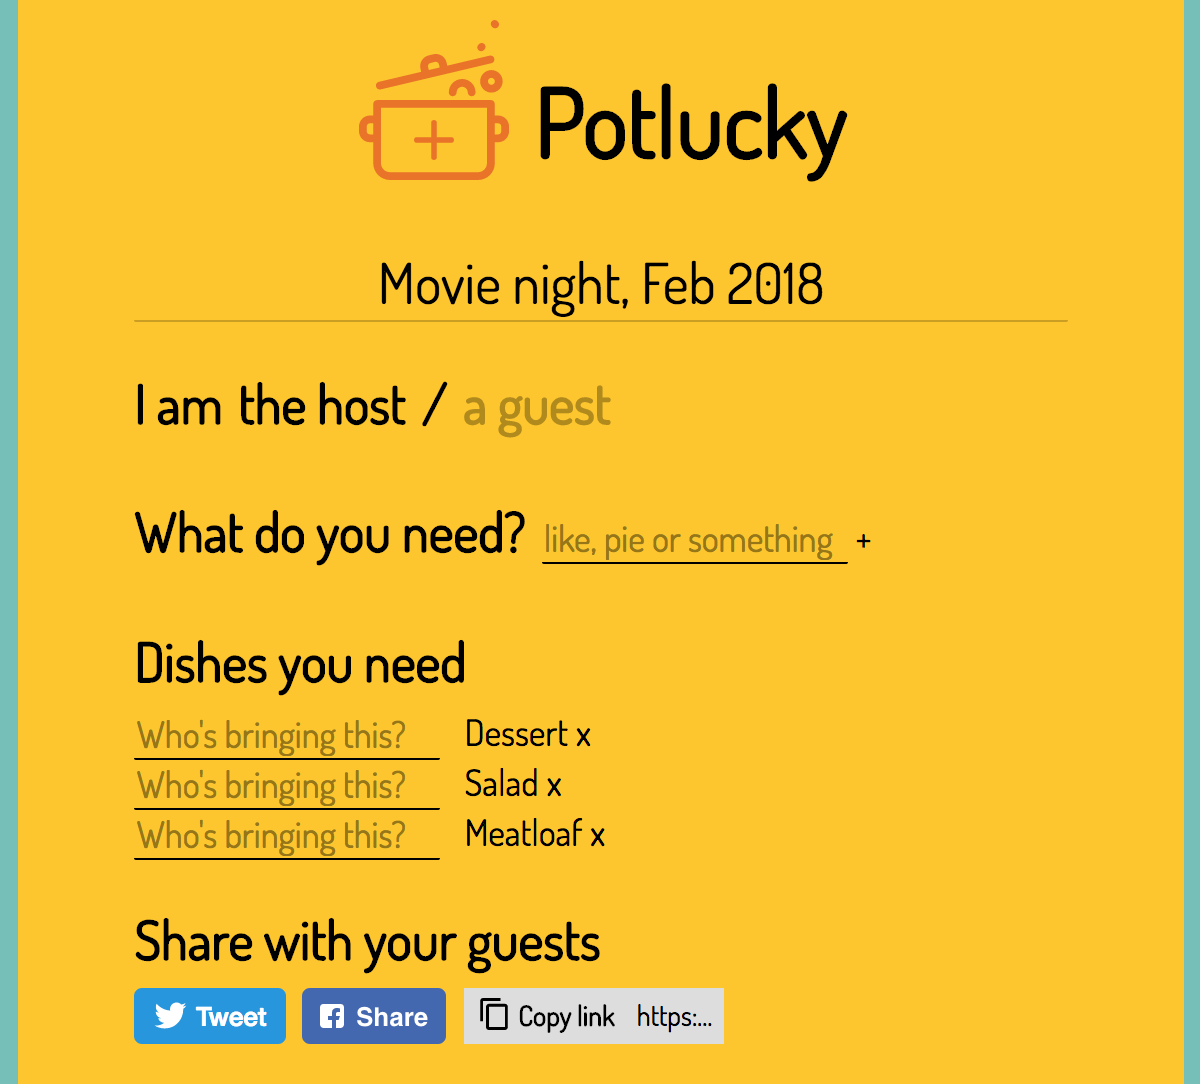 Potlucky
Movie night, Feb 2018
I am the host / a guest
What do you need? like, pie or something +
Dishes you need
Who's bringing this? Dessert x
Who's bringing this? Salad x
Who's bringing this? Meatloaf x
Share with your guests
Tweet Share Copy link https:...